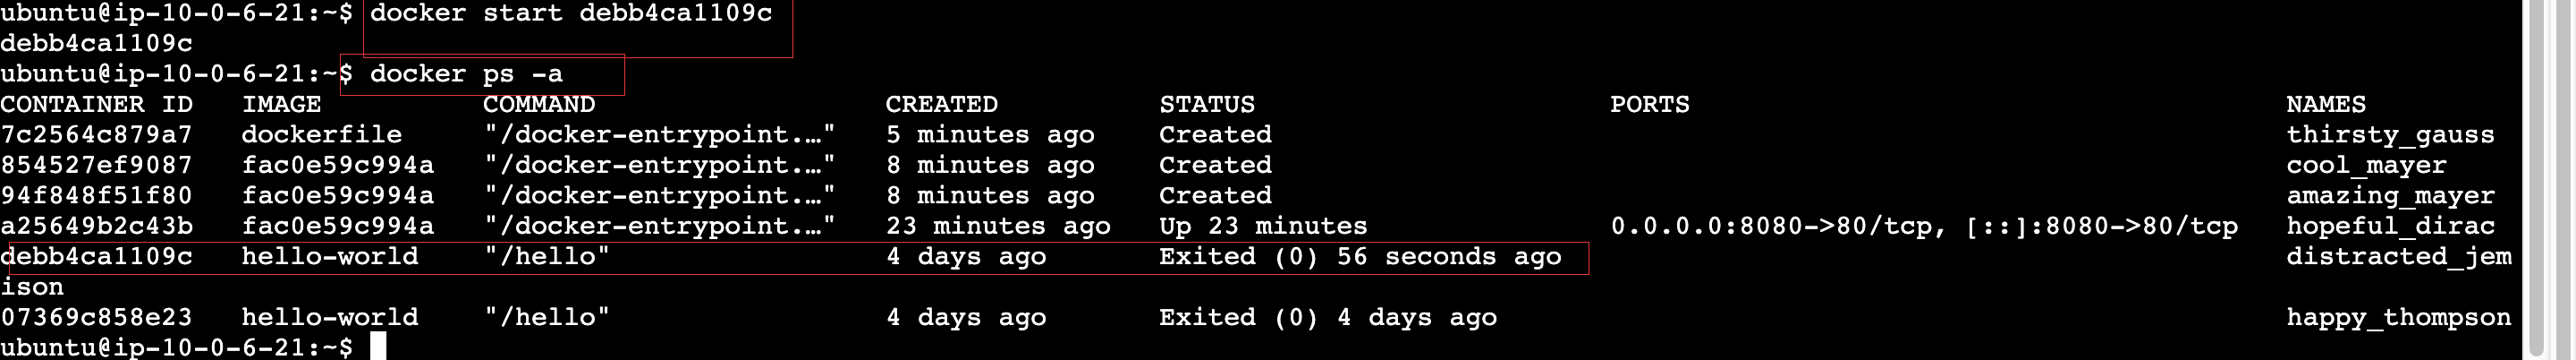 ubuntu@ip-10-0-6-21:~$ docker start debb4ca1109c
debb4ca1109c
ubuntu@ip-10-0-6-21:~$ docker ps -a
CONTAINER ID   IMAGE          COMMAND                  CREATED          STATUS                      PORTS                                     NAMES
7c2564c879a7   dockerfile     "/docker-entrypoint.…"   5 minutes ago    Created                                                               thirsty_gauss
854527ef9087   fac0e59c994a   "/docker-entrypoint.…"   8 minutes ago    Created                                                               cool_mayer
94f848f51f80   fac0e59c994a   "/docker-entrypoint.…"   8 minutes ago    Created                                                               amazing_mayer
a25649b2c43b   fac0e59c994a   "/docker-entrypoint.…"   23 minutes ago   Up 23 minutes               0.0.0.0:8080->80/tcp, [::]:8080->80/tcp   hopeful_dirac
debb4ca1109c   hello-world    "/hello"                 4 days ago       Exited (0) 56 seconds ago                                             distracted_jem
ison
07369c858e23   hello-world    "/hello"                 4 days ago       Exited (0) 4 days ago                                                 happy_thompson
ubuntu@ip-10-0-6-21:~$